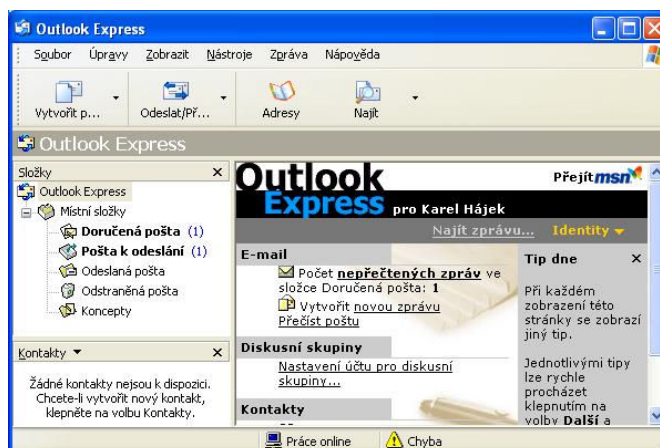 Outlook Express
Soubor Úpravy Zobrazit Nástroje Zpráva Nápověda
Vytvořit p... Odeslat/Př... Adresy Najít
Outlook Express
Složky
Outlook Express
Místní složky
Doručená pošta (1)
Pošta k odeslání (1)
Odeslaná pošta
Odstraněná pošta
Koncepty
Kontakty
Žádné kontakty nejsou k dispozici.
Chcete-li vytvořit nový kontakt,
klepněte na volbu Kontakty.
Outlook
Express pro Karel Hájek
Přejít msn
Najít zprávu... Identity
E-mail
Počet nepřečtených zpráv ve
složce Doručená pošta: 1
Vytvořit novou zprávu
Přečíst poštu
Diskusní skupiny
Nastavení účtu pro diskusní
skupiny...
Kontakty
Tip dne
Při každém
zobrazení této
stránky se zobrazí
jiný tip.
Jednotlivými tipy
lze rychle
procházet
klepnutím na
volby Další a
Práce online Chyba